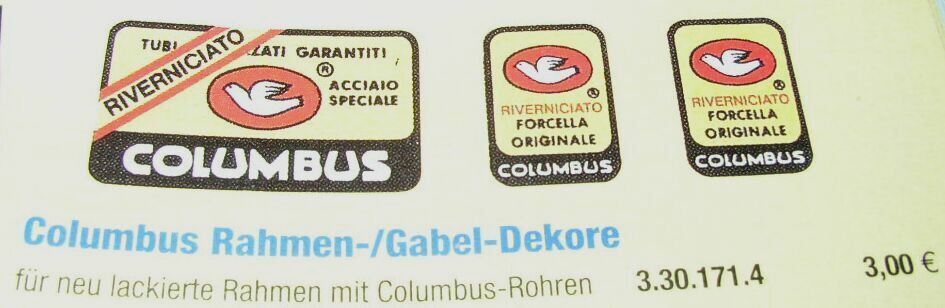 TUBI ZATI GARANTITI
RIVERNICIATO
®
ACCIAIO
SPECIALE
COLUMBUS
®
RIVERNICIATO
FORCELLA
ORIGINALE
COLUMBUS
®
RIVERNICIATO
FORCELLA
ORIGINALE
COLUMBUS
Columbus Rahmen-/Gabel-Dekore
für neu lackierte Rahmen mit Columbus-Rohren 3.30.171.4 3,00 €